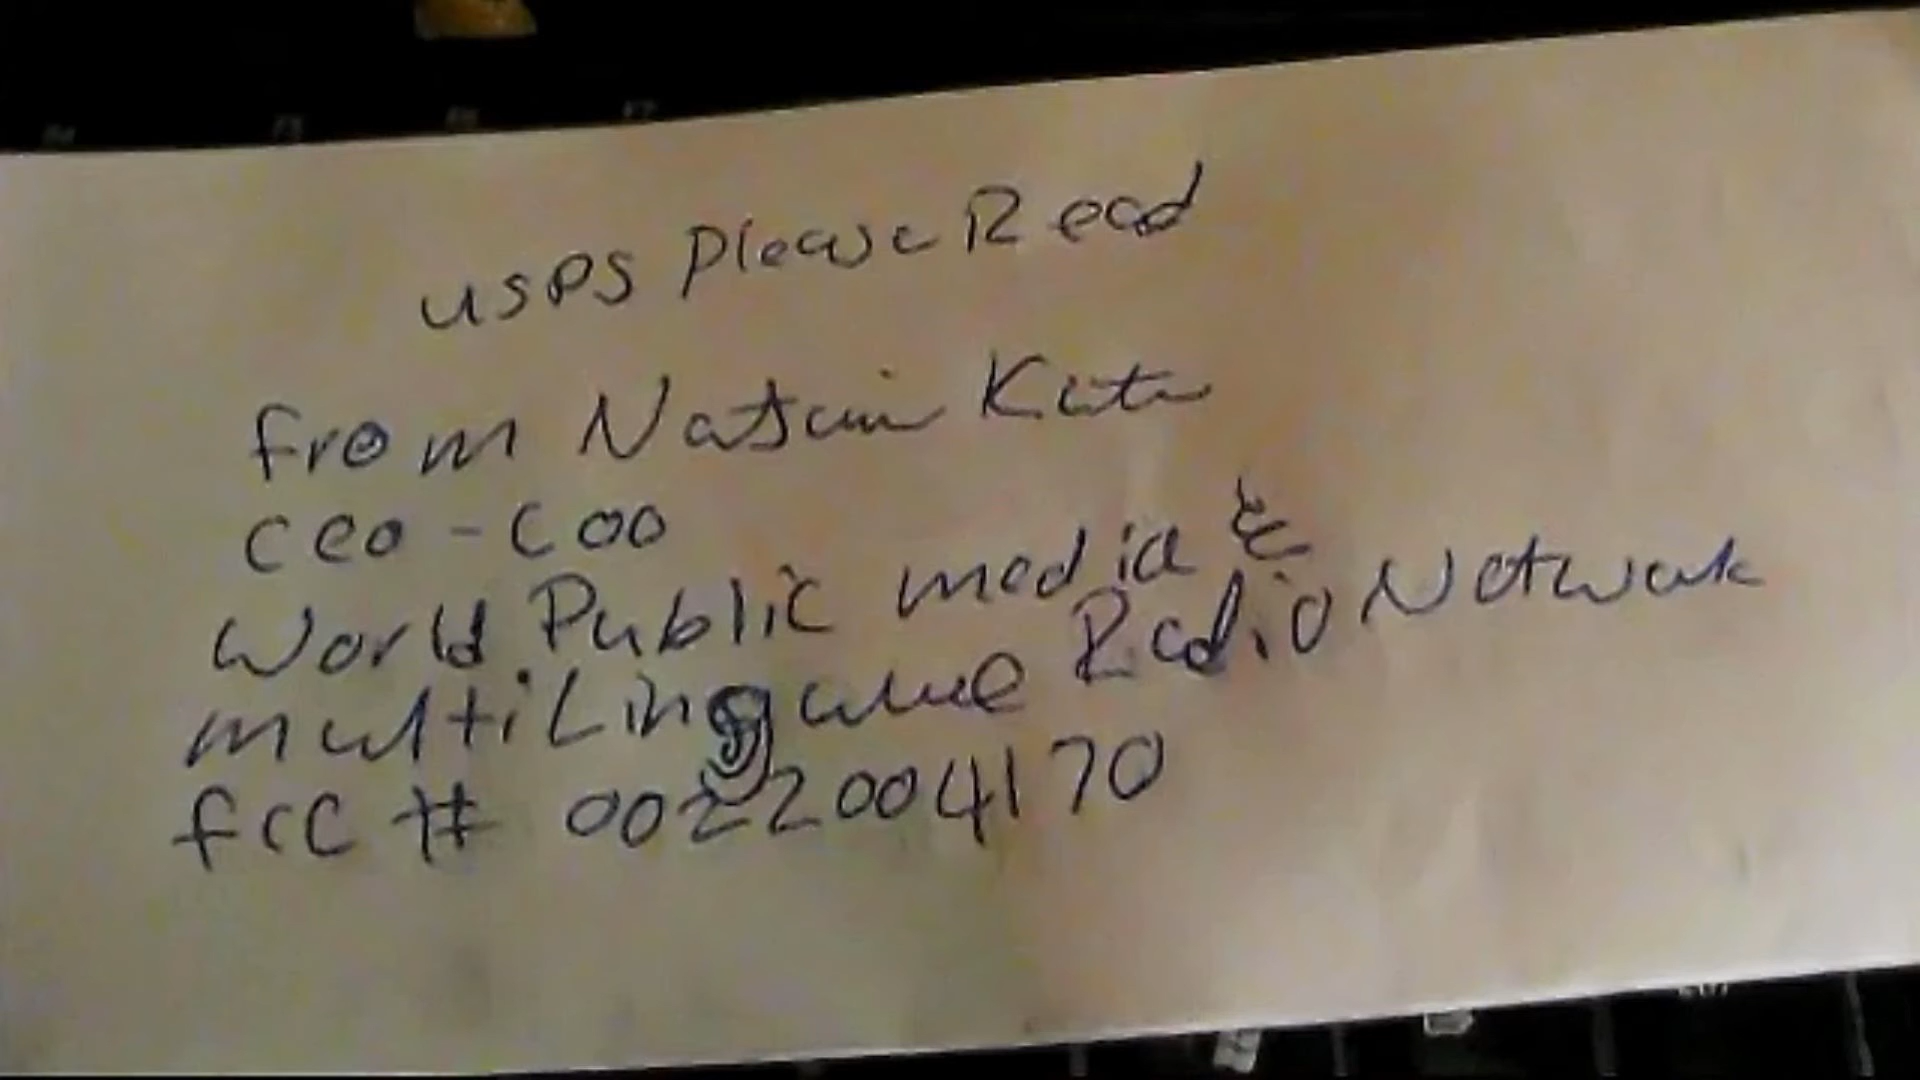 USPS Please Read
from
CEO - COO
World Public media &
multiLingual Radio Network
fcc # 0022004170